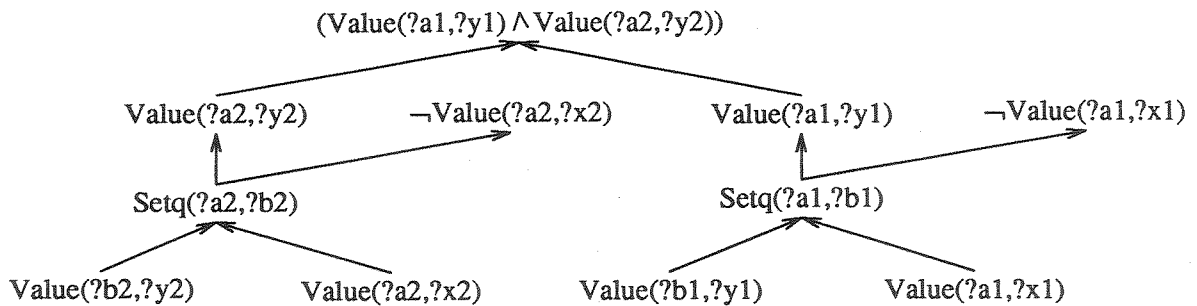 (Value(?a1,?y1) ∧ Value(?a2,?y2))
Value(?a2,?y2) ¬Value(?a2,?x2) Value(?a1,?y1) ¬Value(?a1,?x1)
Setq(?a2,?b2) Setq(?a1,?b1)
Value(?b2,?y2) Value(?a2,?x2) Value(?b1,?y1) Value(?a1,?x1)